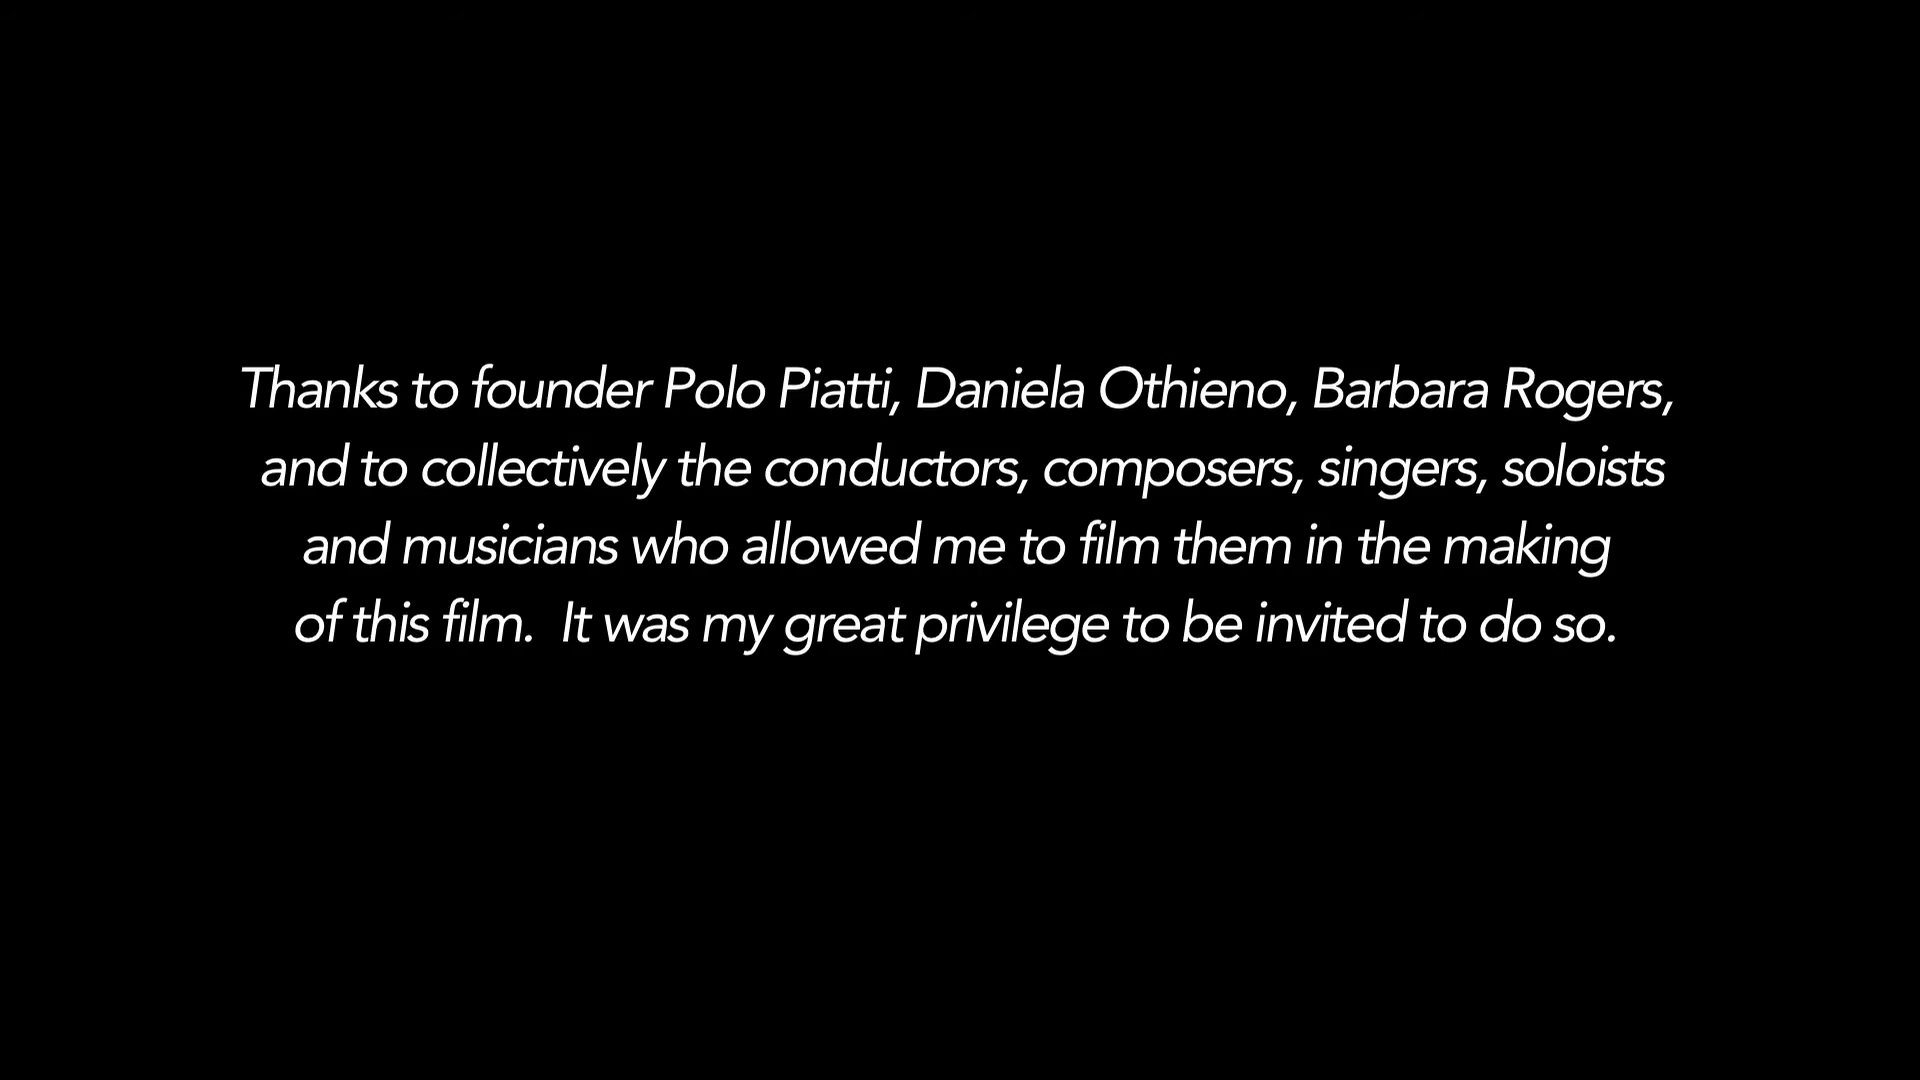 Thanks to founder Polo Piatti, Daniela Othieno, Barbara Rogers,
and to collectively the conductors, composers, singers, soloists
and musicians who allowed me to film them in the making
of this film.  It was my great privilege to be invited to do so.